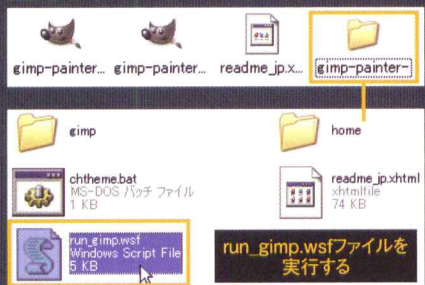 gimp-painter... gimp-painter... readme_jp.x... gimp-painter-
gimp home
chtheme.bat
MS-DOS バッチ ファイル
1 KB
readme_jp.xhtml
xhtmlfile
74 KB
run_gimp.wsf
Windows Script File
5 KB
run_gimp.wsfファイルを
実行する